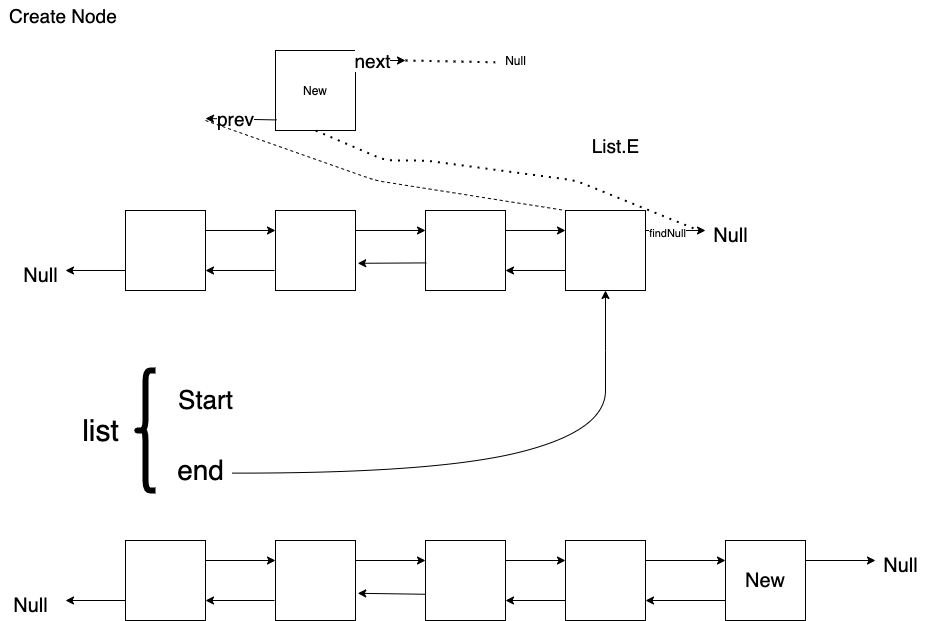 Create Node
next
Null
New
prev
List.E
findNull
Null
Null
Start
list
end
New
Null
Null